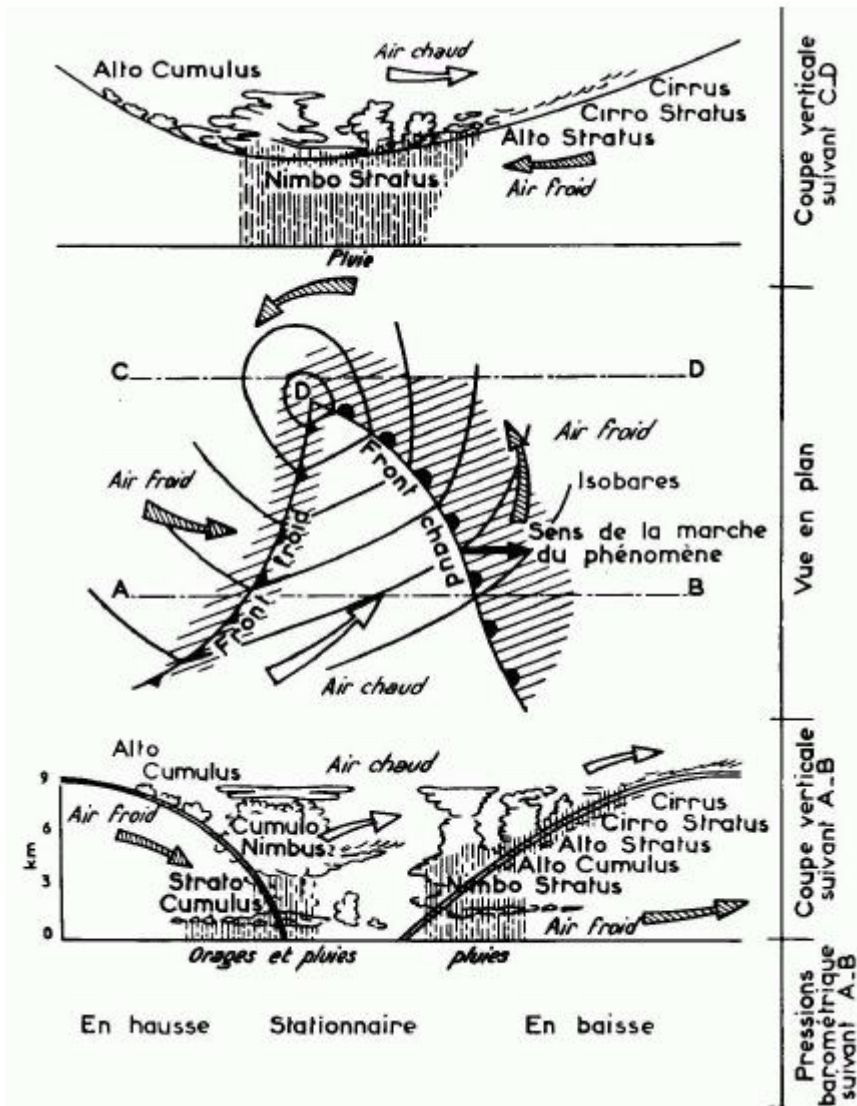 Alto Cumulus
Air chaud
Cirrus
Cirro Stratus
Alto Stratus
Nimbo Stratus
Air froid
Pluie
Coupe verticale
suivant C_D
C
D
D
Air froid
Air froid
Isobares
Front
chaud
Front froid
Sens de la marche
du phénomène
A
B
Air chaud
Vue en plan
Alto
Cumulus
Air chaud
9
6
3
0
km
Air froid
Cumulo
Nimbus
Strato
Cumulus
Cirrus
Cirro Stratus
Alto Stratus
Alto Cumulus
Nimbo Stratus
Air froid
Orages et pluies
pluies
Coupe verticale
suivant A_B
En hausse
Stationnaire
En baisse
Pressions
barométrique
suivant A_B